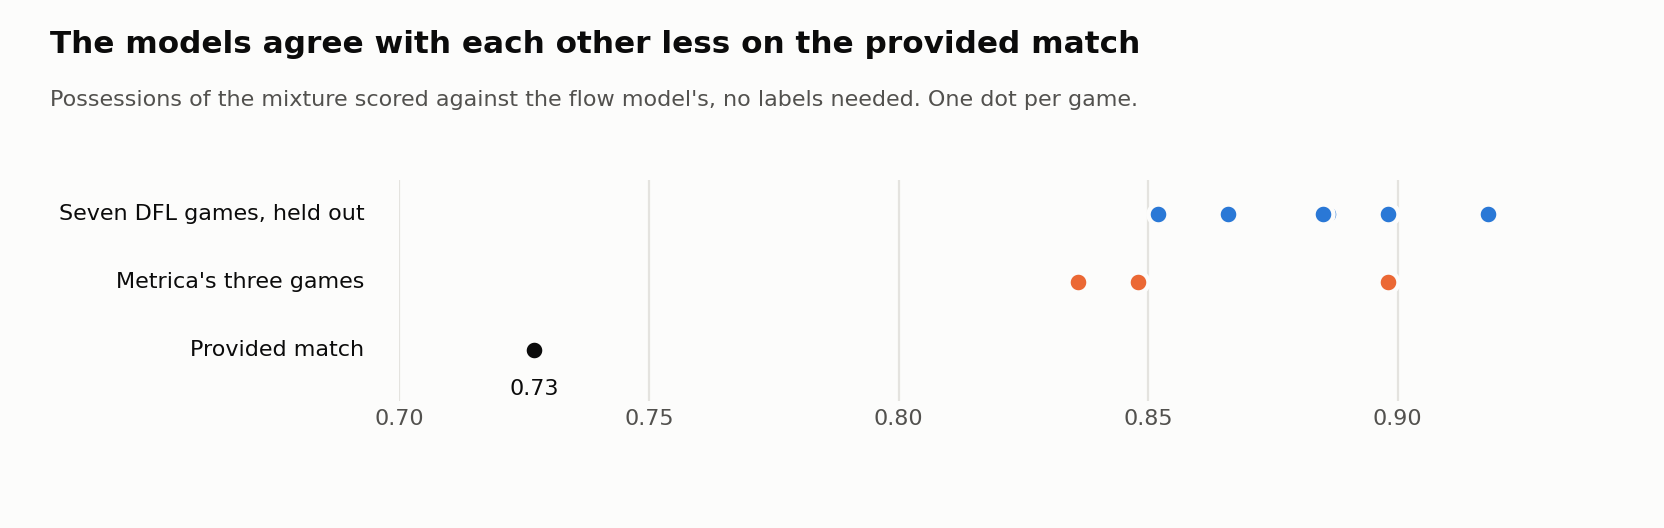 The models agree with each other less on the provided match
Possessions of the mixture scored against the flow model's, no labels needed. One dot per game.
Seven DFL games, held out
Metrica's three games
Provided match
0.73
0.70
0.75
0.80
0.85
0.90